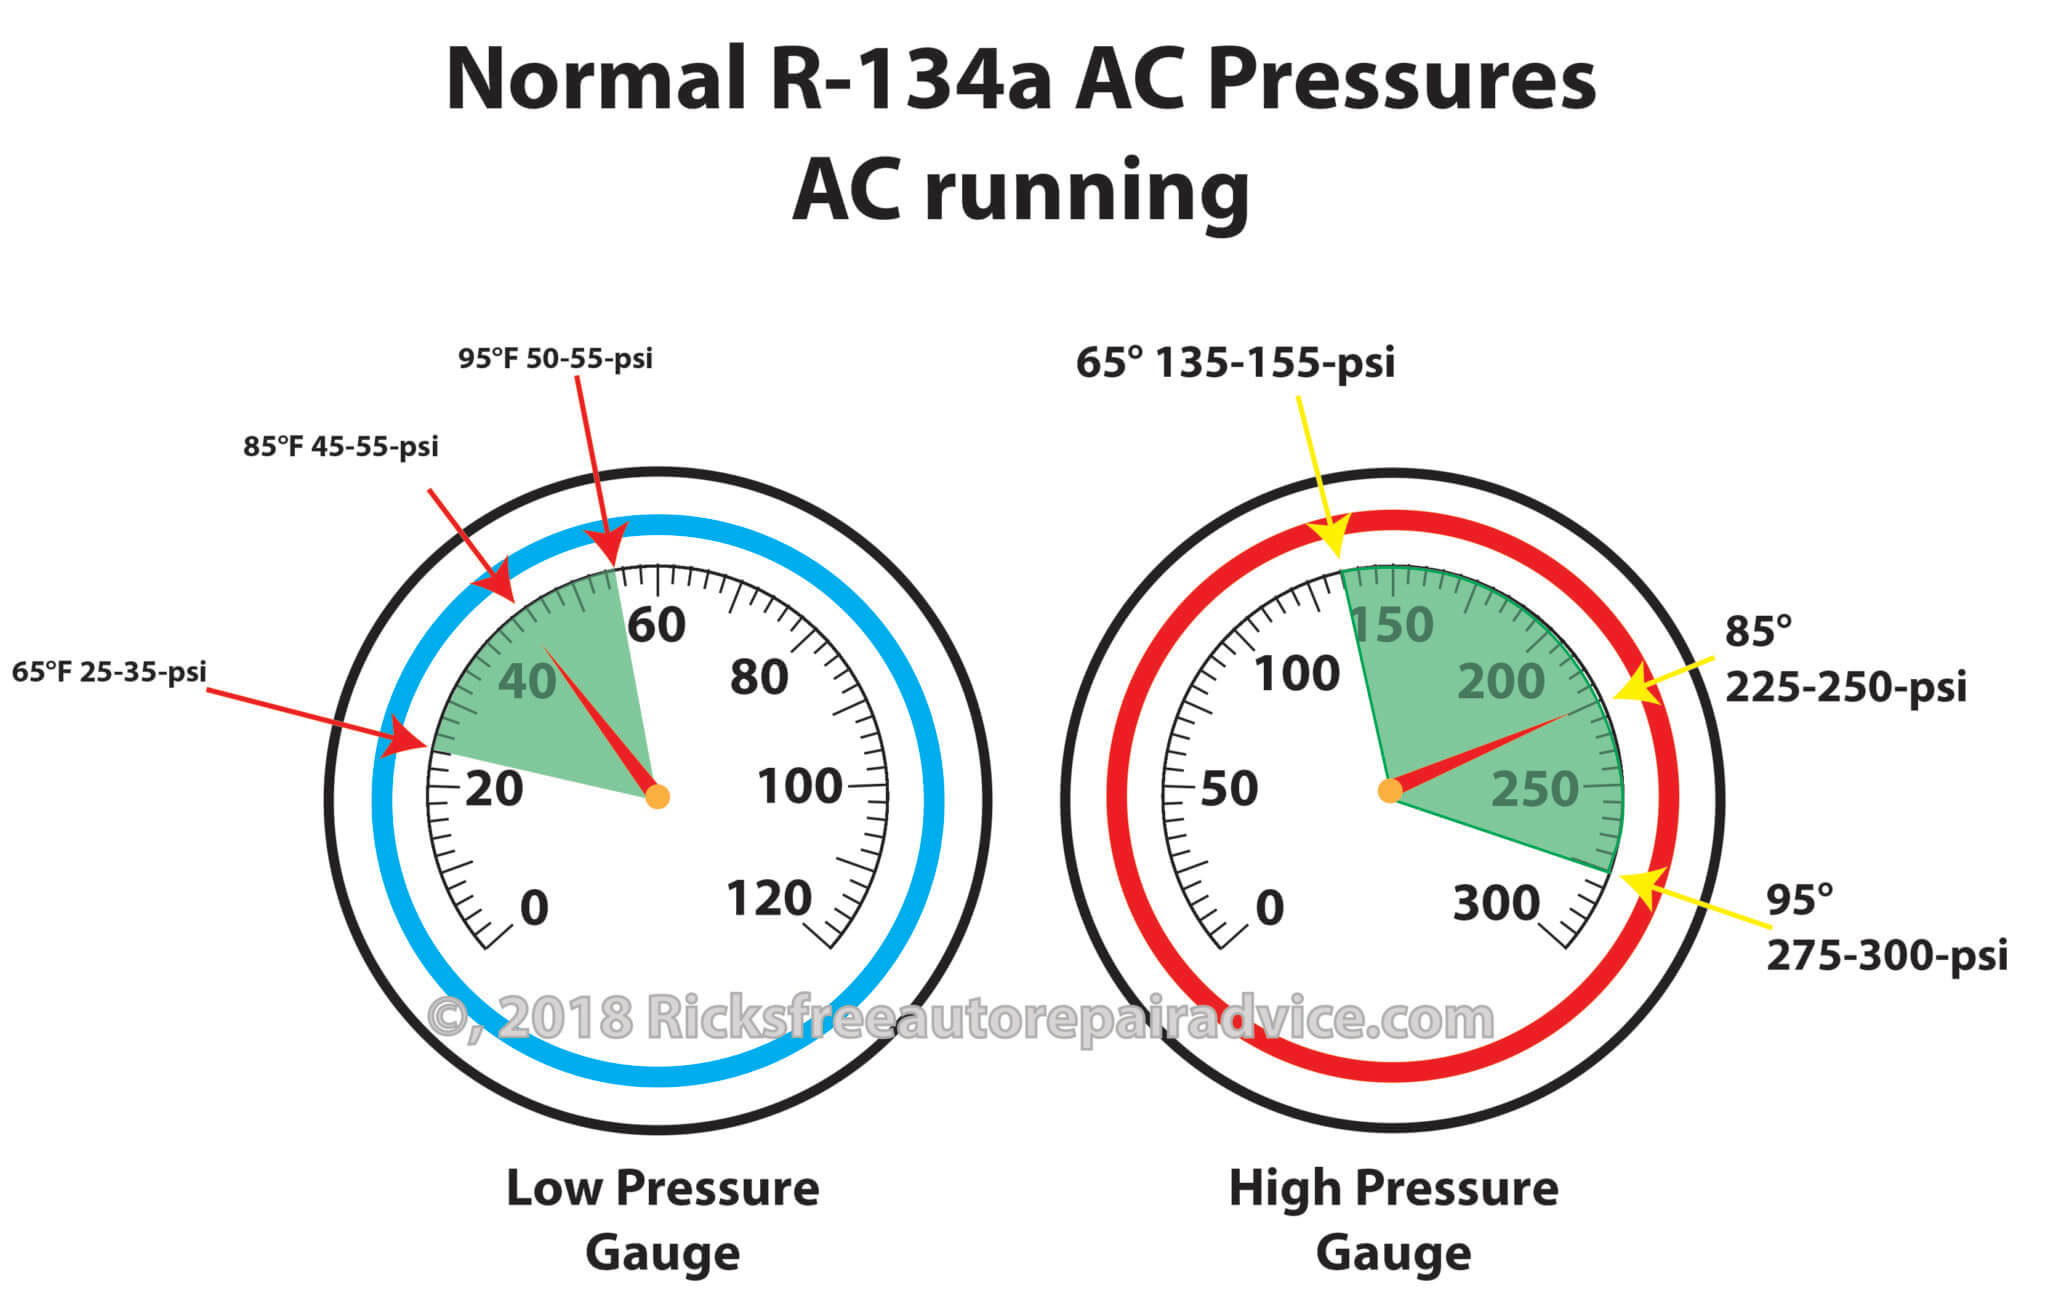 Normal R-134a AC Pressures
AC running
95°F 50-55-psi
85°F 45-55-psi
65°F 25-35-psi
0
20
40
60
80
100
120
65° 135-155-psi
85°
225-250-psi
95°
275-300-psi
0
50
100
150
200
250
300
©, 2018 Ricksfreeautorepairadvice.com
Low Pressure
Gauge
High Pressure
Gauge